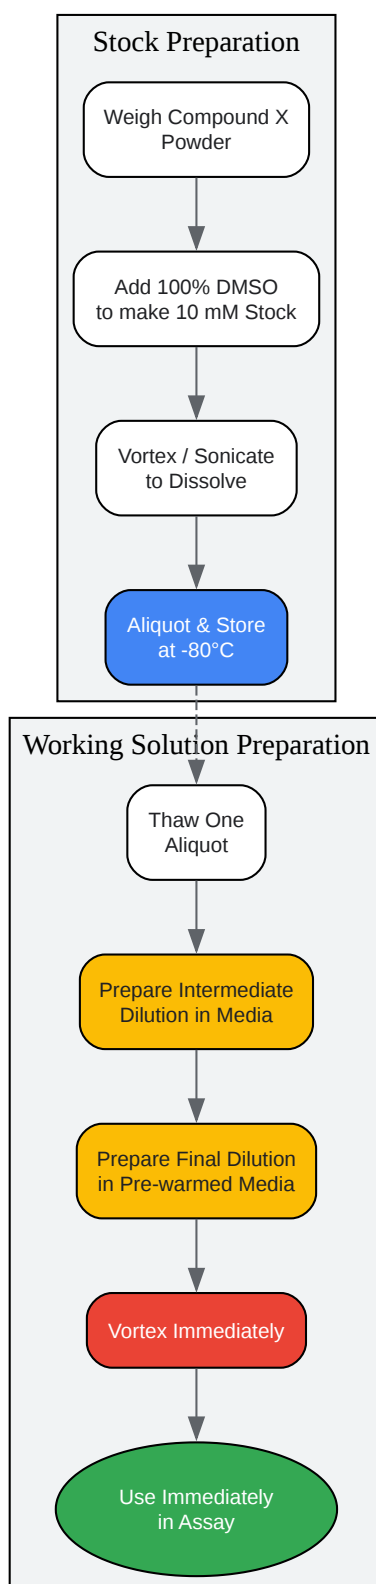 Stock Preparation
Weigh Compound X
Powder
Add 100% DMSO
to make 10 mM Stock
Vortex / Sonicate
to Dissolve
Aliquot & Store
at -80°C
Working Solution Preparation
Thaw One
Aliquot
Prepare Intermediate
Dilution in Media
Prepare Final Dilution
in Pre-warmed Media
Vortex Immediately
Use Immediately
in Assay